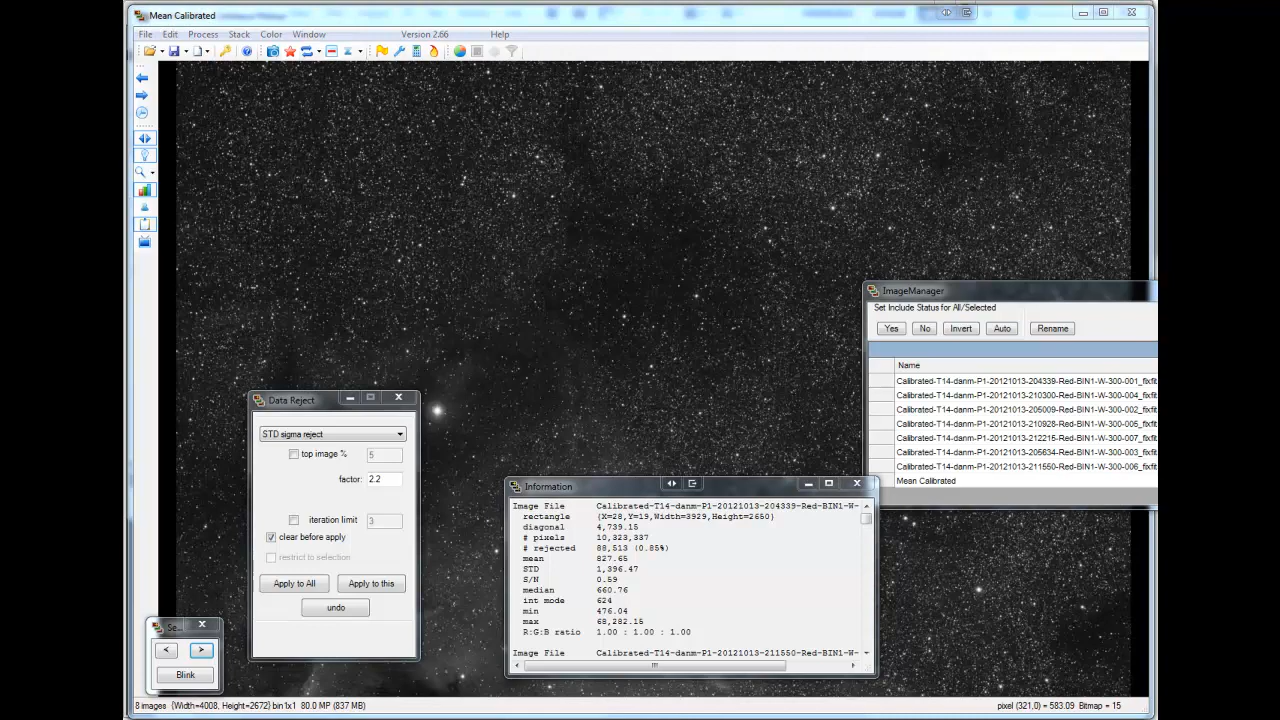 Mean Calibrated
File Edit Process Stack Color Window Version 2.66 Help
ImageManager
Set Include Status for All/Selected
Yes No Invert Auto Rename
Name
Calibrated-T14-danm-P1-20121013-204339-Red-BIN1-W-300-001_fixfit
Calibrated-T14-danm-P1-20121013-210300-Red-BIN1-W-300-004_fixfit
Calibrated-T14-danm-P1-20121013-205009-Red-BIN1-W-300-002_fixfit
Calibrated-T14-danm-P1-20121013-210928-Red-BIN1-W-300-005_fixfit
Calibrated-T14-danm-P1-20121013-212215-Red-BIN1-W-300-007_fixfit
Calibrated-T14-danm-P1-20121013-205634-Red-BIN1-W-300-003_fixfit
Calibrated-T14-danm-P1-20121013-211550-Red-BIN1-W-300-006_fixfit
Mean Calibrated
Data Reject
STD sigma reject
top image % 5
factor: 2.2
iteration limit 3
clear before apply
restrict to selection
Apply to All Apply to this
undo
Information
Image File Calibrated-T14-danm-P1-20121013-204339-Red-BIN1-W-
rectangle {X=28,Y=19,Width=3929,Height=2650}
diagonal 4,739.15
# pixels 10,323,337
# rejected 88,513 (0.85%)
mean 827.65
STD 1,396.47
S/N 0.59
median 660.76
int mode 624
min 476.04
max 68,282.15
R:G:B ratio 1.00 : 1.00 : 1.00
Image File Calibrated-T14-danm-P1-20121013-211550-Red-BIN1-W-
Se...
< >
Blink
8 images {Width=4008, Height=2672} bin 1x1 80.0 MP (837 MB) pixel (321,0) = 583.09 Bitmap = 15